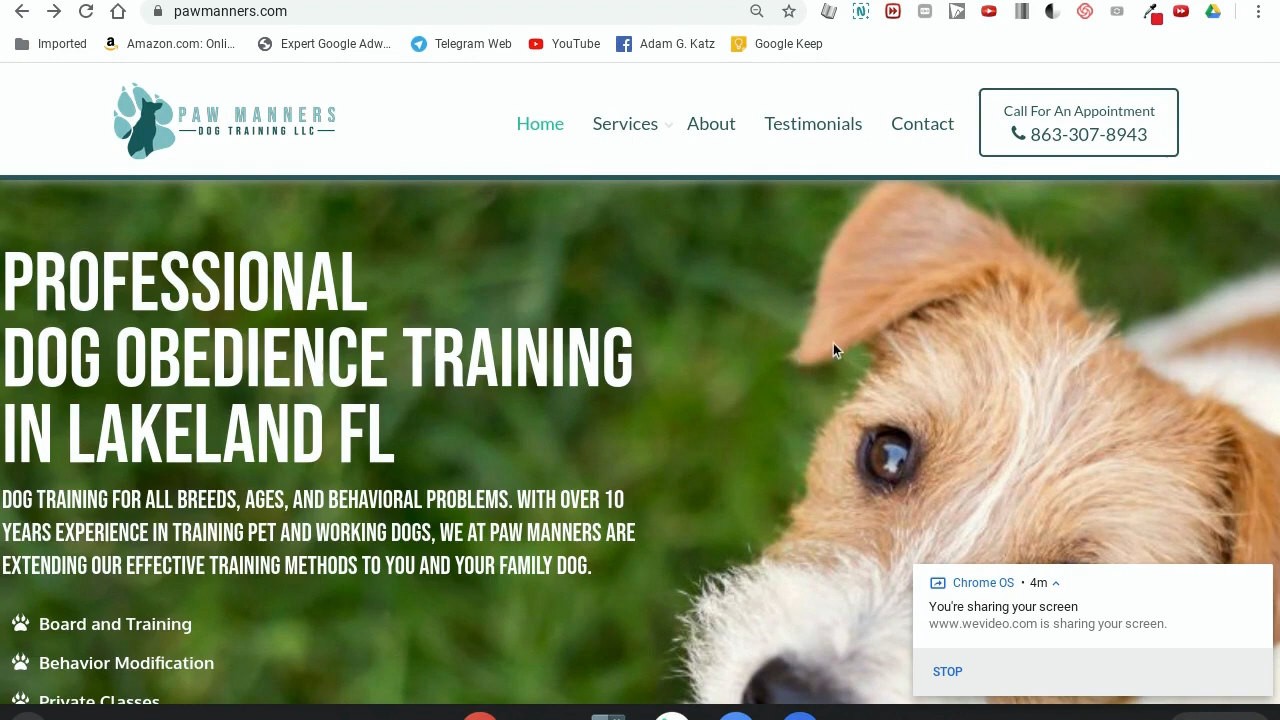 pawmanners.com
Imported
Amazon.com: Onli...
Expert Google Adw...
Telegram Web
YouTube
Adam G. Katz
Google Keep
PAW MANNERS
DOG TRAINING LLC
Home
Services
About
Testimonials
Contact
Call For An Appointment
863-307-8943
PROFESSIONAL
DOG OBEDIENCE TRAINING
IN LAKELAND FL
DOG TRAINING FOR ALL BREEDS, AGES, AND BEHAVIORAL PROBLEMS. WITH OVER 10
YEARS EXPERIENCE IN TRAINING PET AND WORKING DOGS, WE AT PAW MANNERS ARE
EXTENDING OUR EFFECTIVE TRAINING METHODS TO YOU AND YOUR FAMILY DOG.
Board and Training
Behavior Modification
Private Classes
Chrome OS • 4m
You're sharing your screen
www.wevideo.com is sharing your screen.
STOP